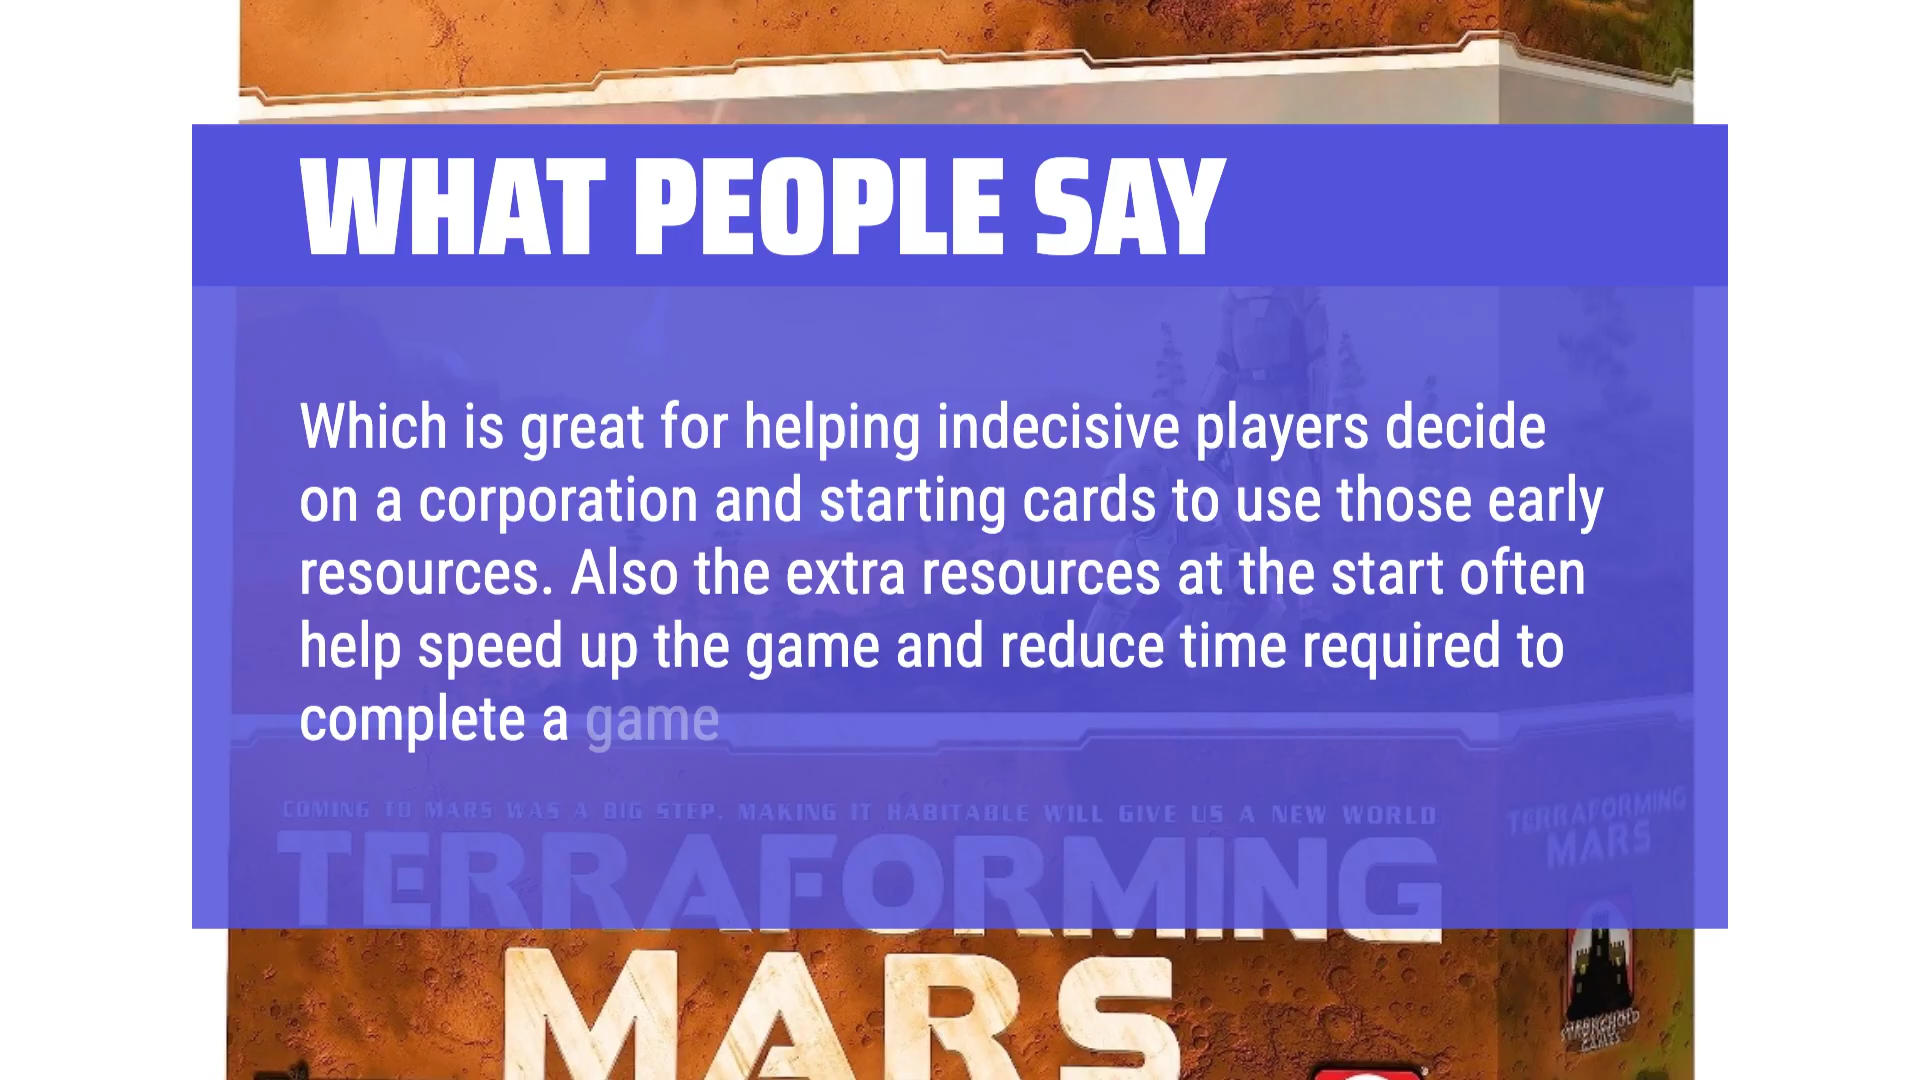 WHAT PEOPLE SAY
Which is great for helping indecisive players decide
on a corporation and starting cards to use those early
resources. Also the extra resources at the start often
help speed up the game and reduce time required to
complete a game
COMING TO MARS WAS A BIG STEP. MAKING IT HABITABLE WILL GIVE US A NEW WORLD
TERRAFORMING
MARS
TERRAFORMING
MARS
STRONGHOLD
GAMES